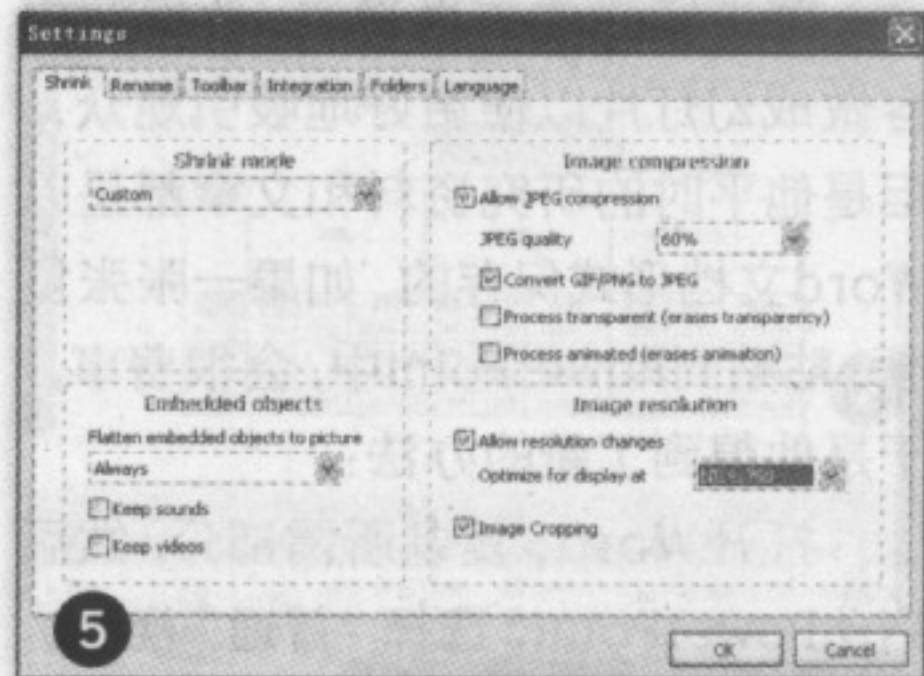 Settings
Shrink Rename Toolbar Integration Folders Language
Shrink mode
Custom
Image compression
Allow JPEG compression
JPEG quality 60%
Convert GIF/PNG to JPEG
Process transparent (erases transparency)
Process animated (erases animation)
Embedded objects
Flatten embedded objects to picture
Always
Keep sounds
Keep videos
Image resolution
Allow resolution changes
Optimize for display at
Image Cropping
5
OK Cancel